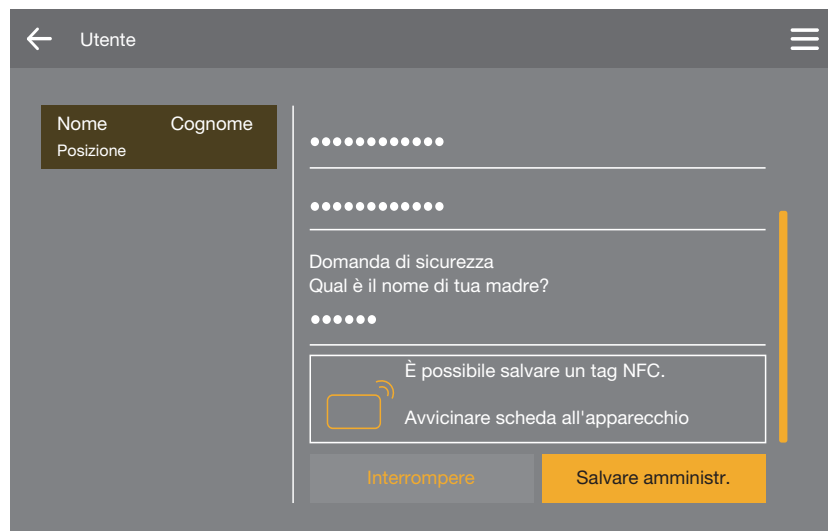 Utente
Nome Cognome
Posizione
••••••••••••
••••••••••••
Domanda di sicurezza
Qual è il nome di tua madre?
••••••
È possibile salvare un tag NFC.
Avvicinare scheda all'apparecchio
Interrompere
Salvare amministr.